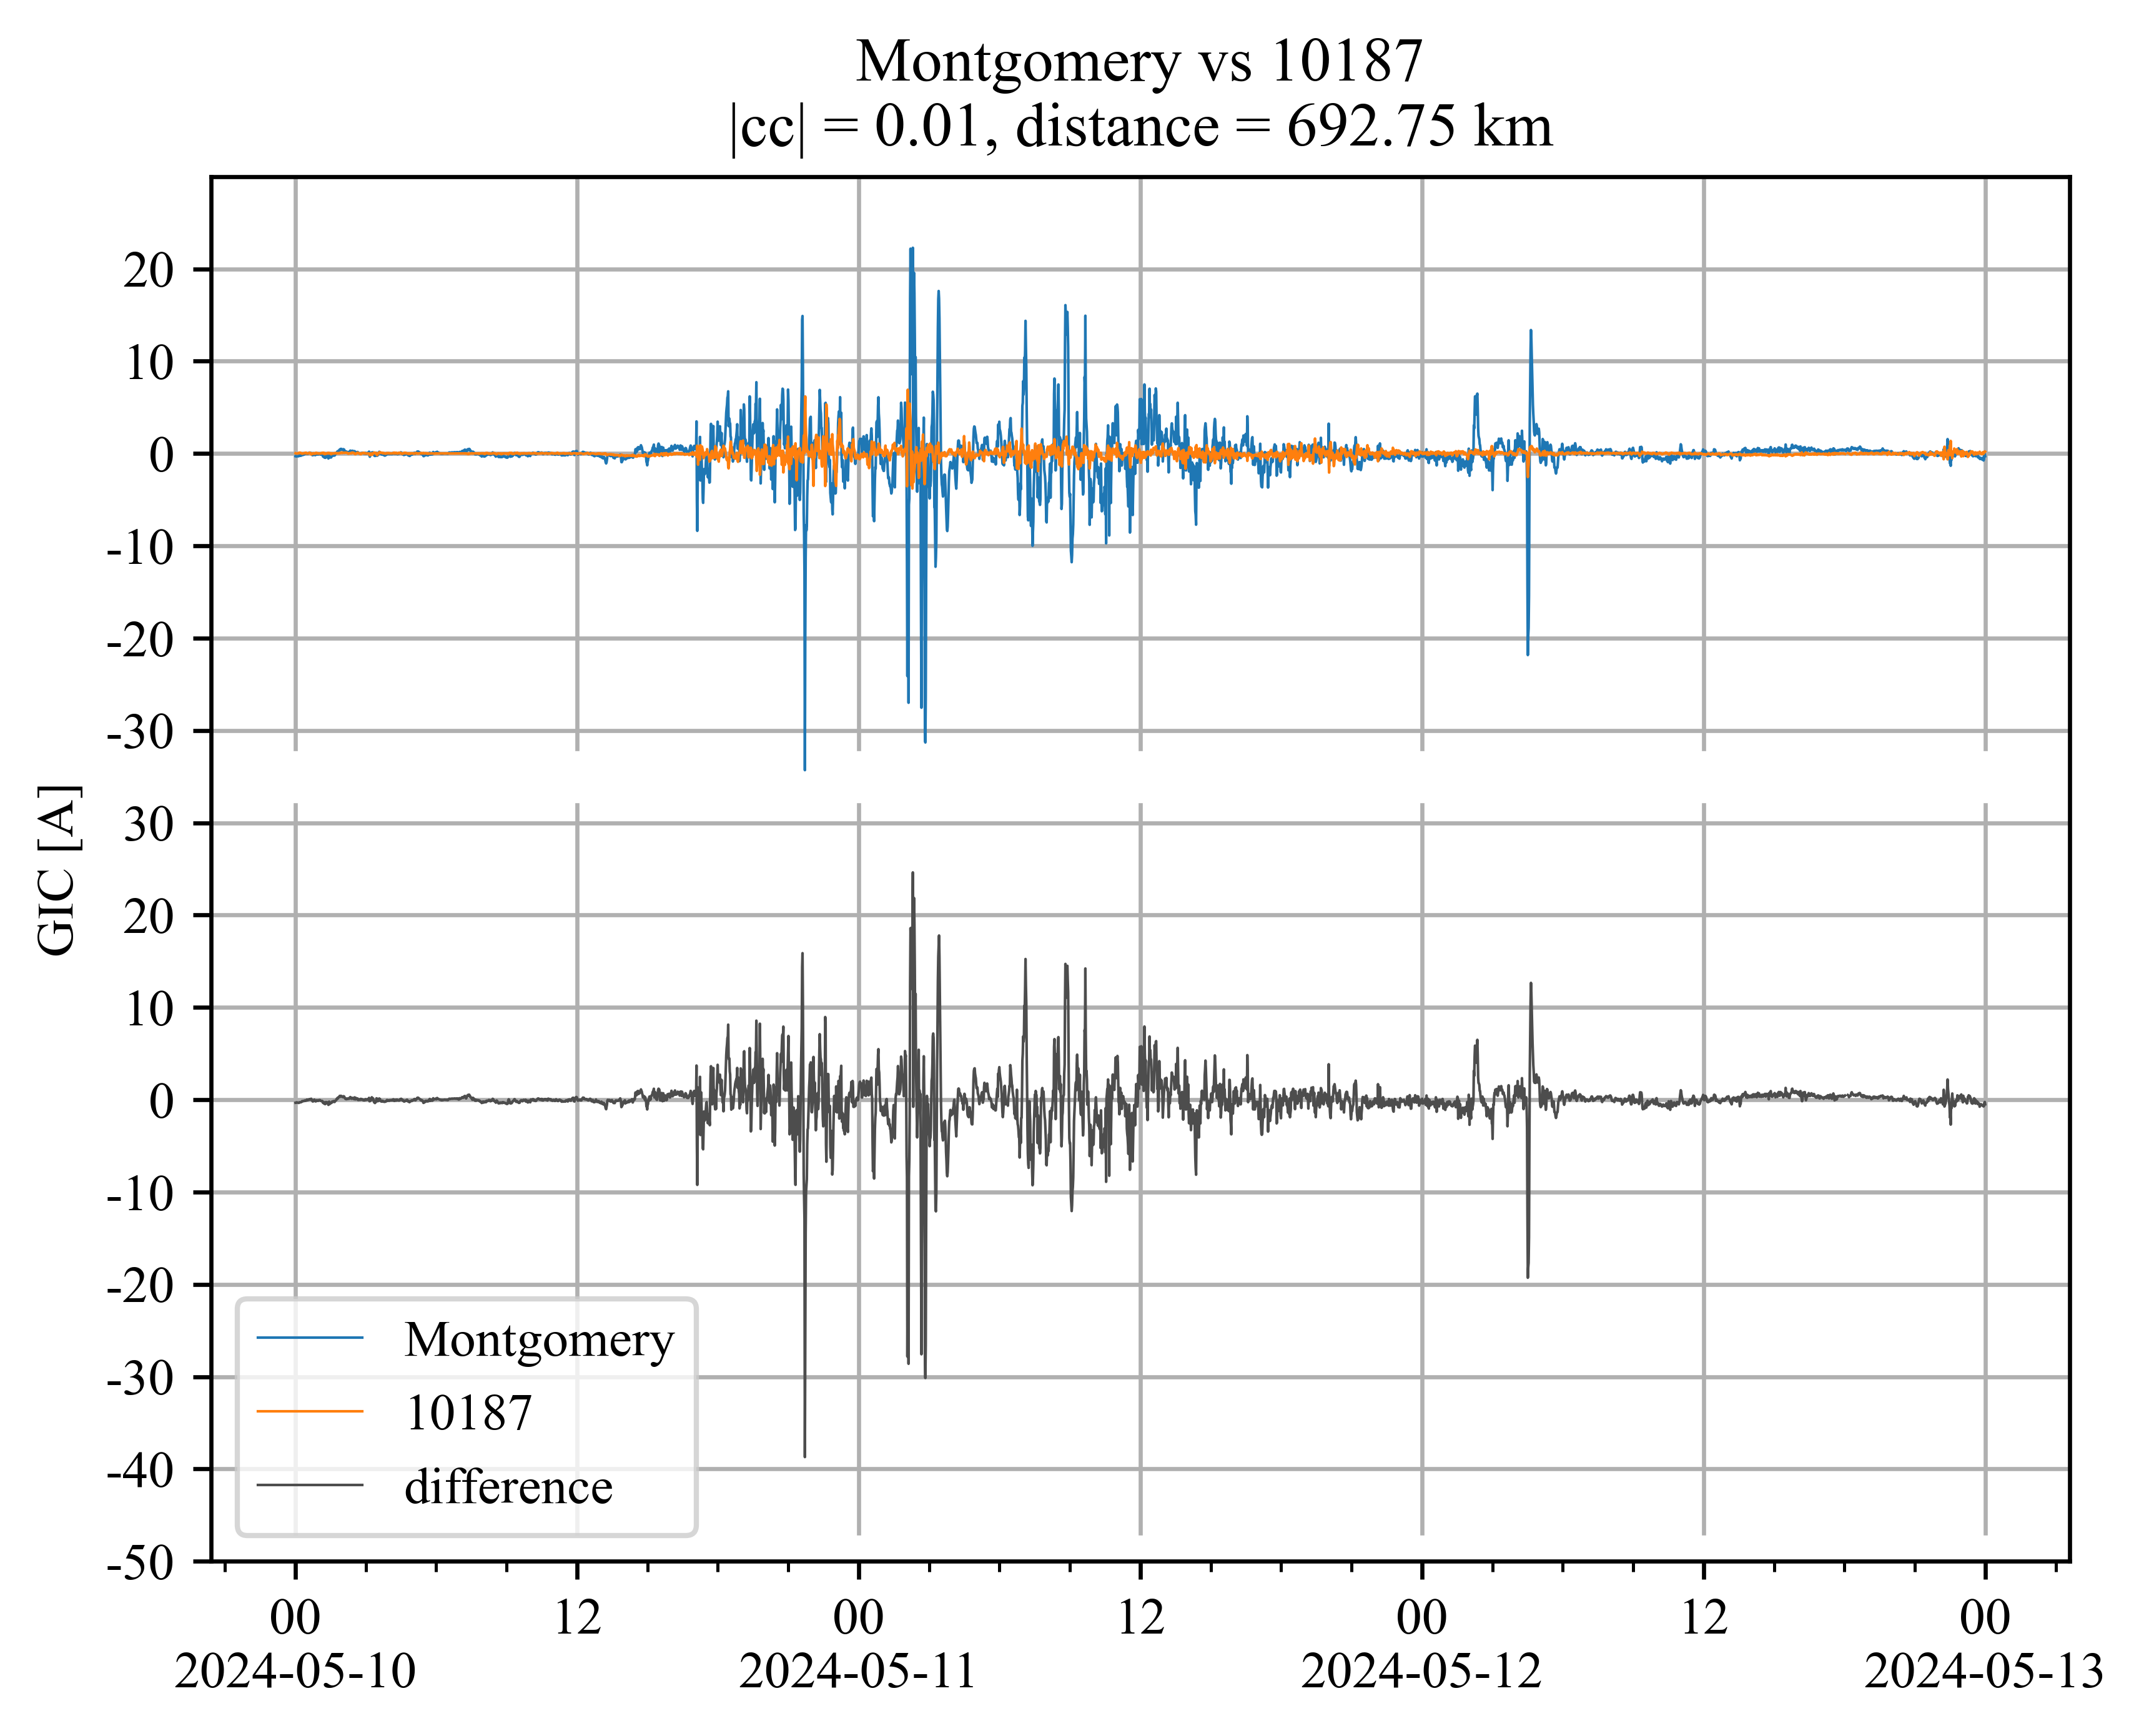 Montgomery vs 10187
|cc| = 0.01, distance = 692.75 km
GIC [A]
20
10
0
-10
-20
-30
30
20
10
0
-10
-20
-30
-40
-50
Montgomery
10187
difference
00 12 00 12 00 12 00
2024-05-10 2024-05-11 2024-05-12 2024-05-13